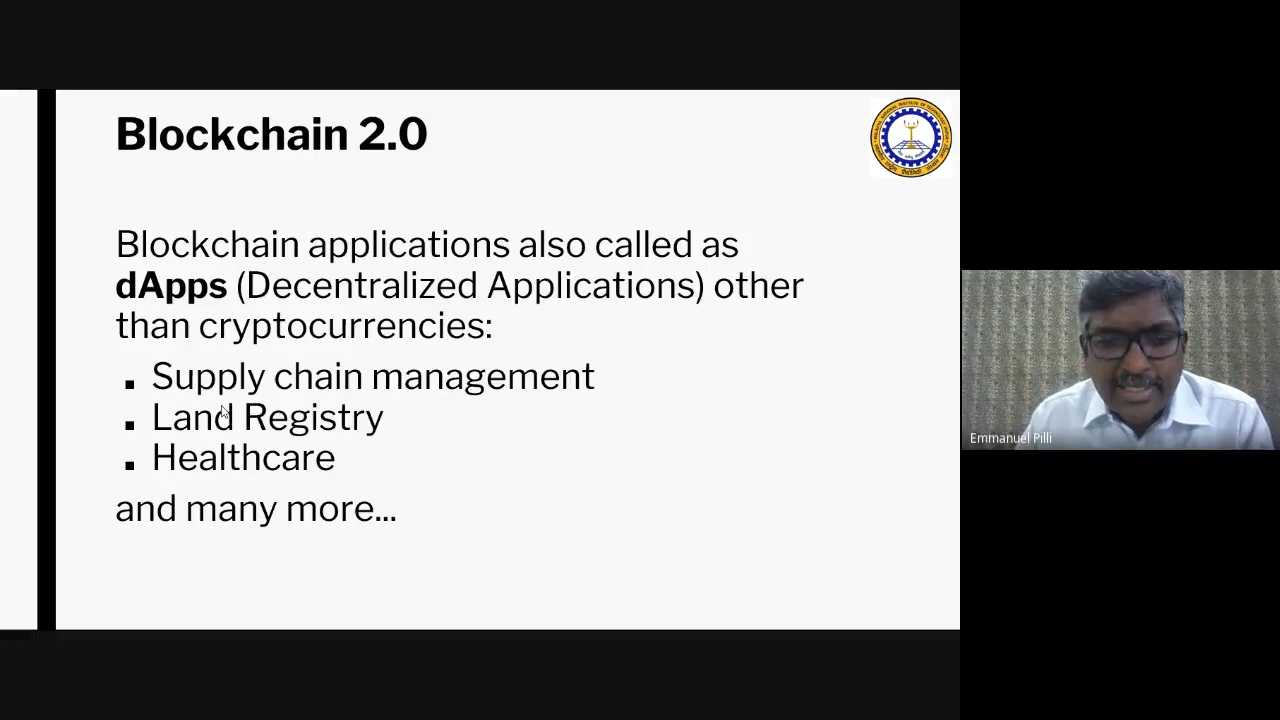 Blockchain 2.0
Blockchain applications also called as
dApps (Decentralized Applications) other
than cryptocurrencies:
▪ Supply chain management
▪ Land Registry
▪ Healthcare
and many more...
Emmanuel Pilli